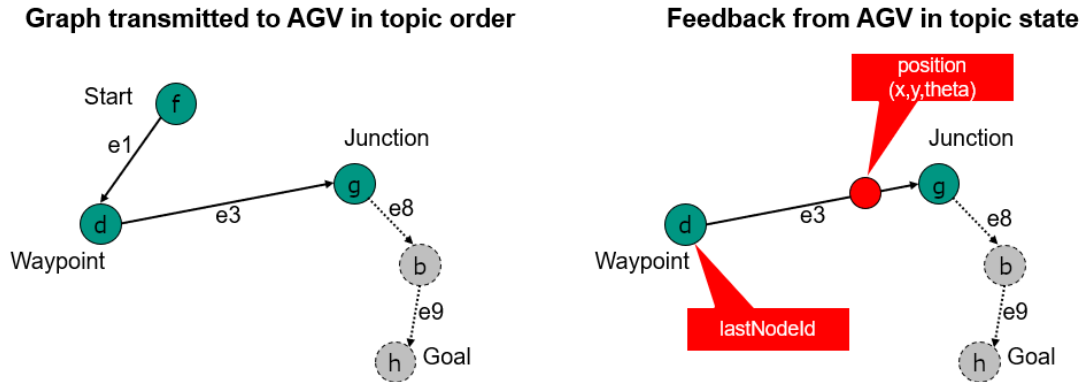 Graph transmitted to AGV in topic order
Start
f
e1
Junction
g
d
e3
e8
Waypoint
b
e9
h
Goal
Feedback from AGV in topic state
position
(x,y,theta)
Junction
g
d
e3
e8
Waypoint
b
lastNodeId
e9
h
Goal